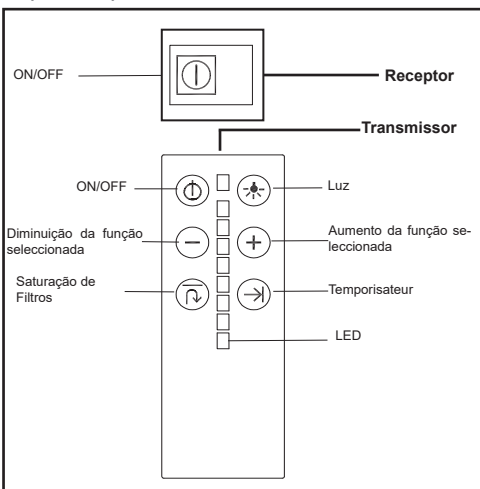 ON/OFF
Receptor
Transmissor
ON/OFF
Luz
Diminuição da função
seleccionada
Aumento da função se-
leccionada
Saturação de
Filtros
Temporisateur
LED